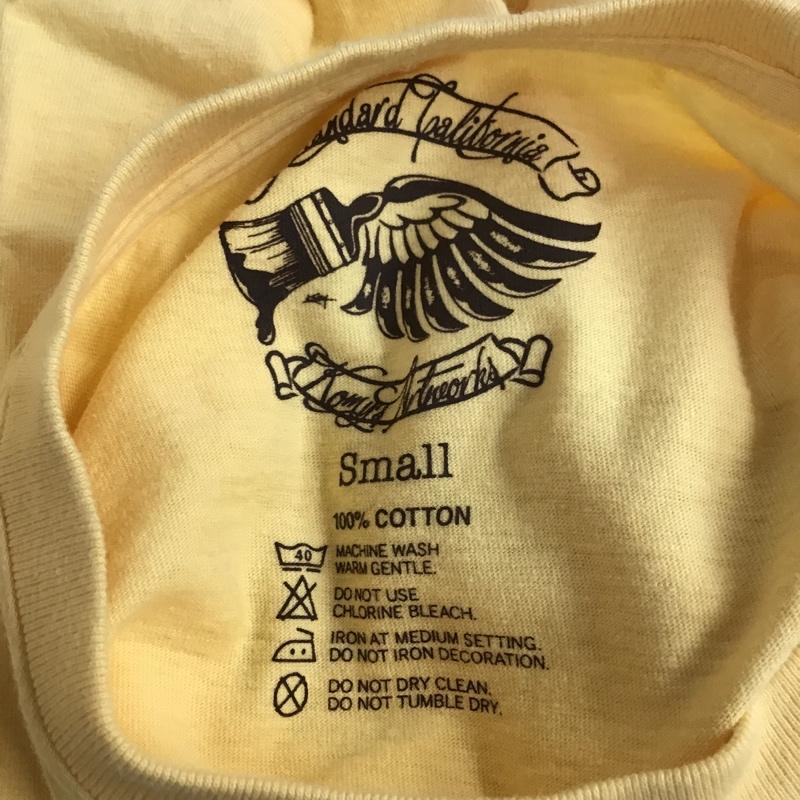 Standard California
Tomys Artworks
Small
100% COTTON
40
MACHINE WASH
WARM GENTLE.
DO NOT USE
CHLORINE BLEACH.
IRON AT MEDIUM SETTING.
DO NOT IRON DECORATION.
DO NOT DRY CLEAN.
DO NOT TUMBLE DRY.